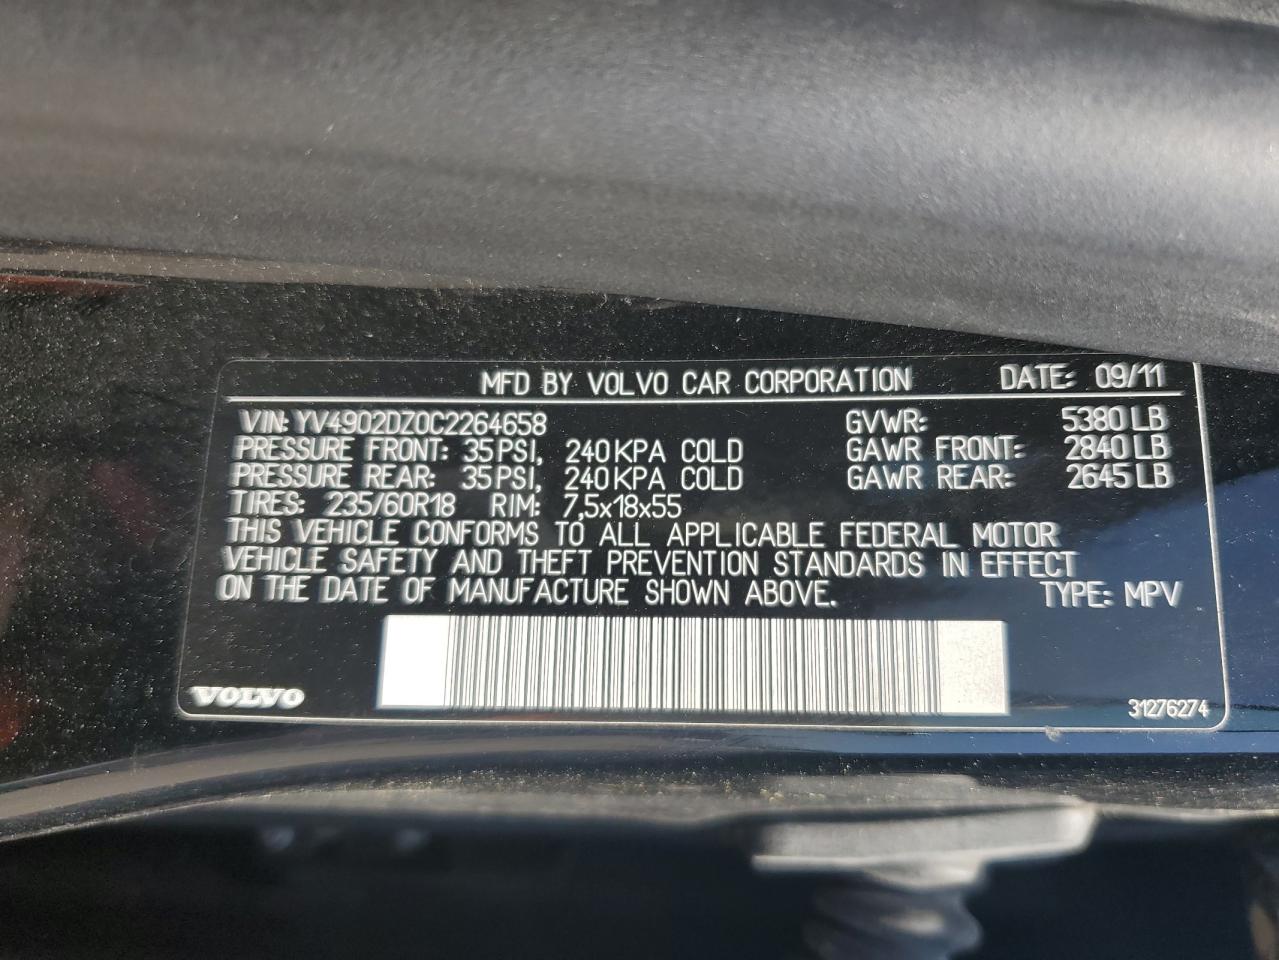 MFD BY VOLVO CAR CORPORATION DATE: 09/11
VIN: YV4902DZ0C2264658 GVWR: 5380 LB
PRESSURE FRONT: 35 PSI, 240 KPA COLD GAWR FRONT: 2840 LB
PRESSURE REAR: 35 PSI, 240 KPA COLD GAWR REAR: 2645 LB
TIRES: 235/60R18 RIM: 7,5x18x55
THIS VEHICLE CONFORMS TO ALL APPLICABLE FEDERAL MOTOR
VEHICLE SAFETY AND THEFT PREVENTION STANDARDS IN EFFECT
ON THE DATE OF MANUFACTURE SHOWN ABOVE. TYPE: MPV
VOLVO 31276274